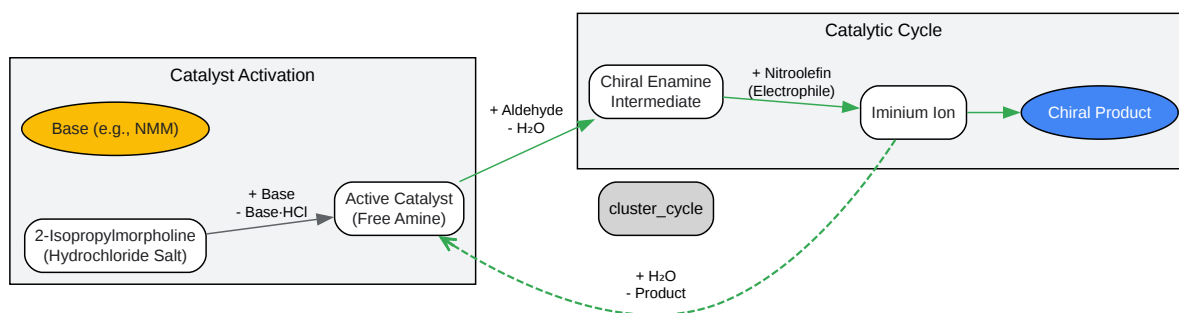 Catalyst Activation
Base (e.g., NMM)
2-Isopropylmorpholine
(Hydrochloride Salt)
+ Base
- Base·HCl
Active Catalyst
(Free Amine)
+ Aldehyde
- H₂O
Catalytic Cycle
Chiral Enamine
Intermediate
+ Nitroolefin
(Electrophile)
Iminium Ion
Chiral Product
cluster_cycle
+ H₂O
- Product